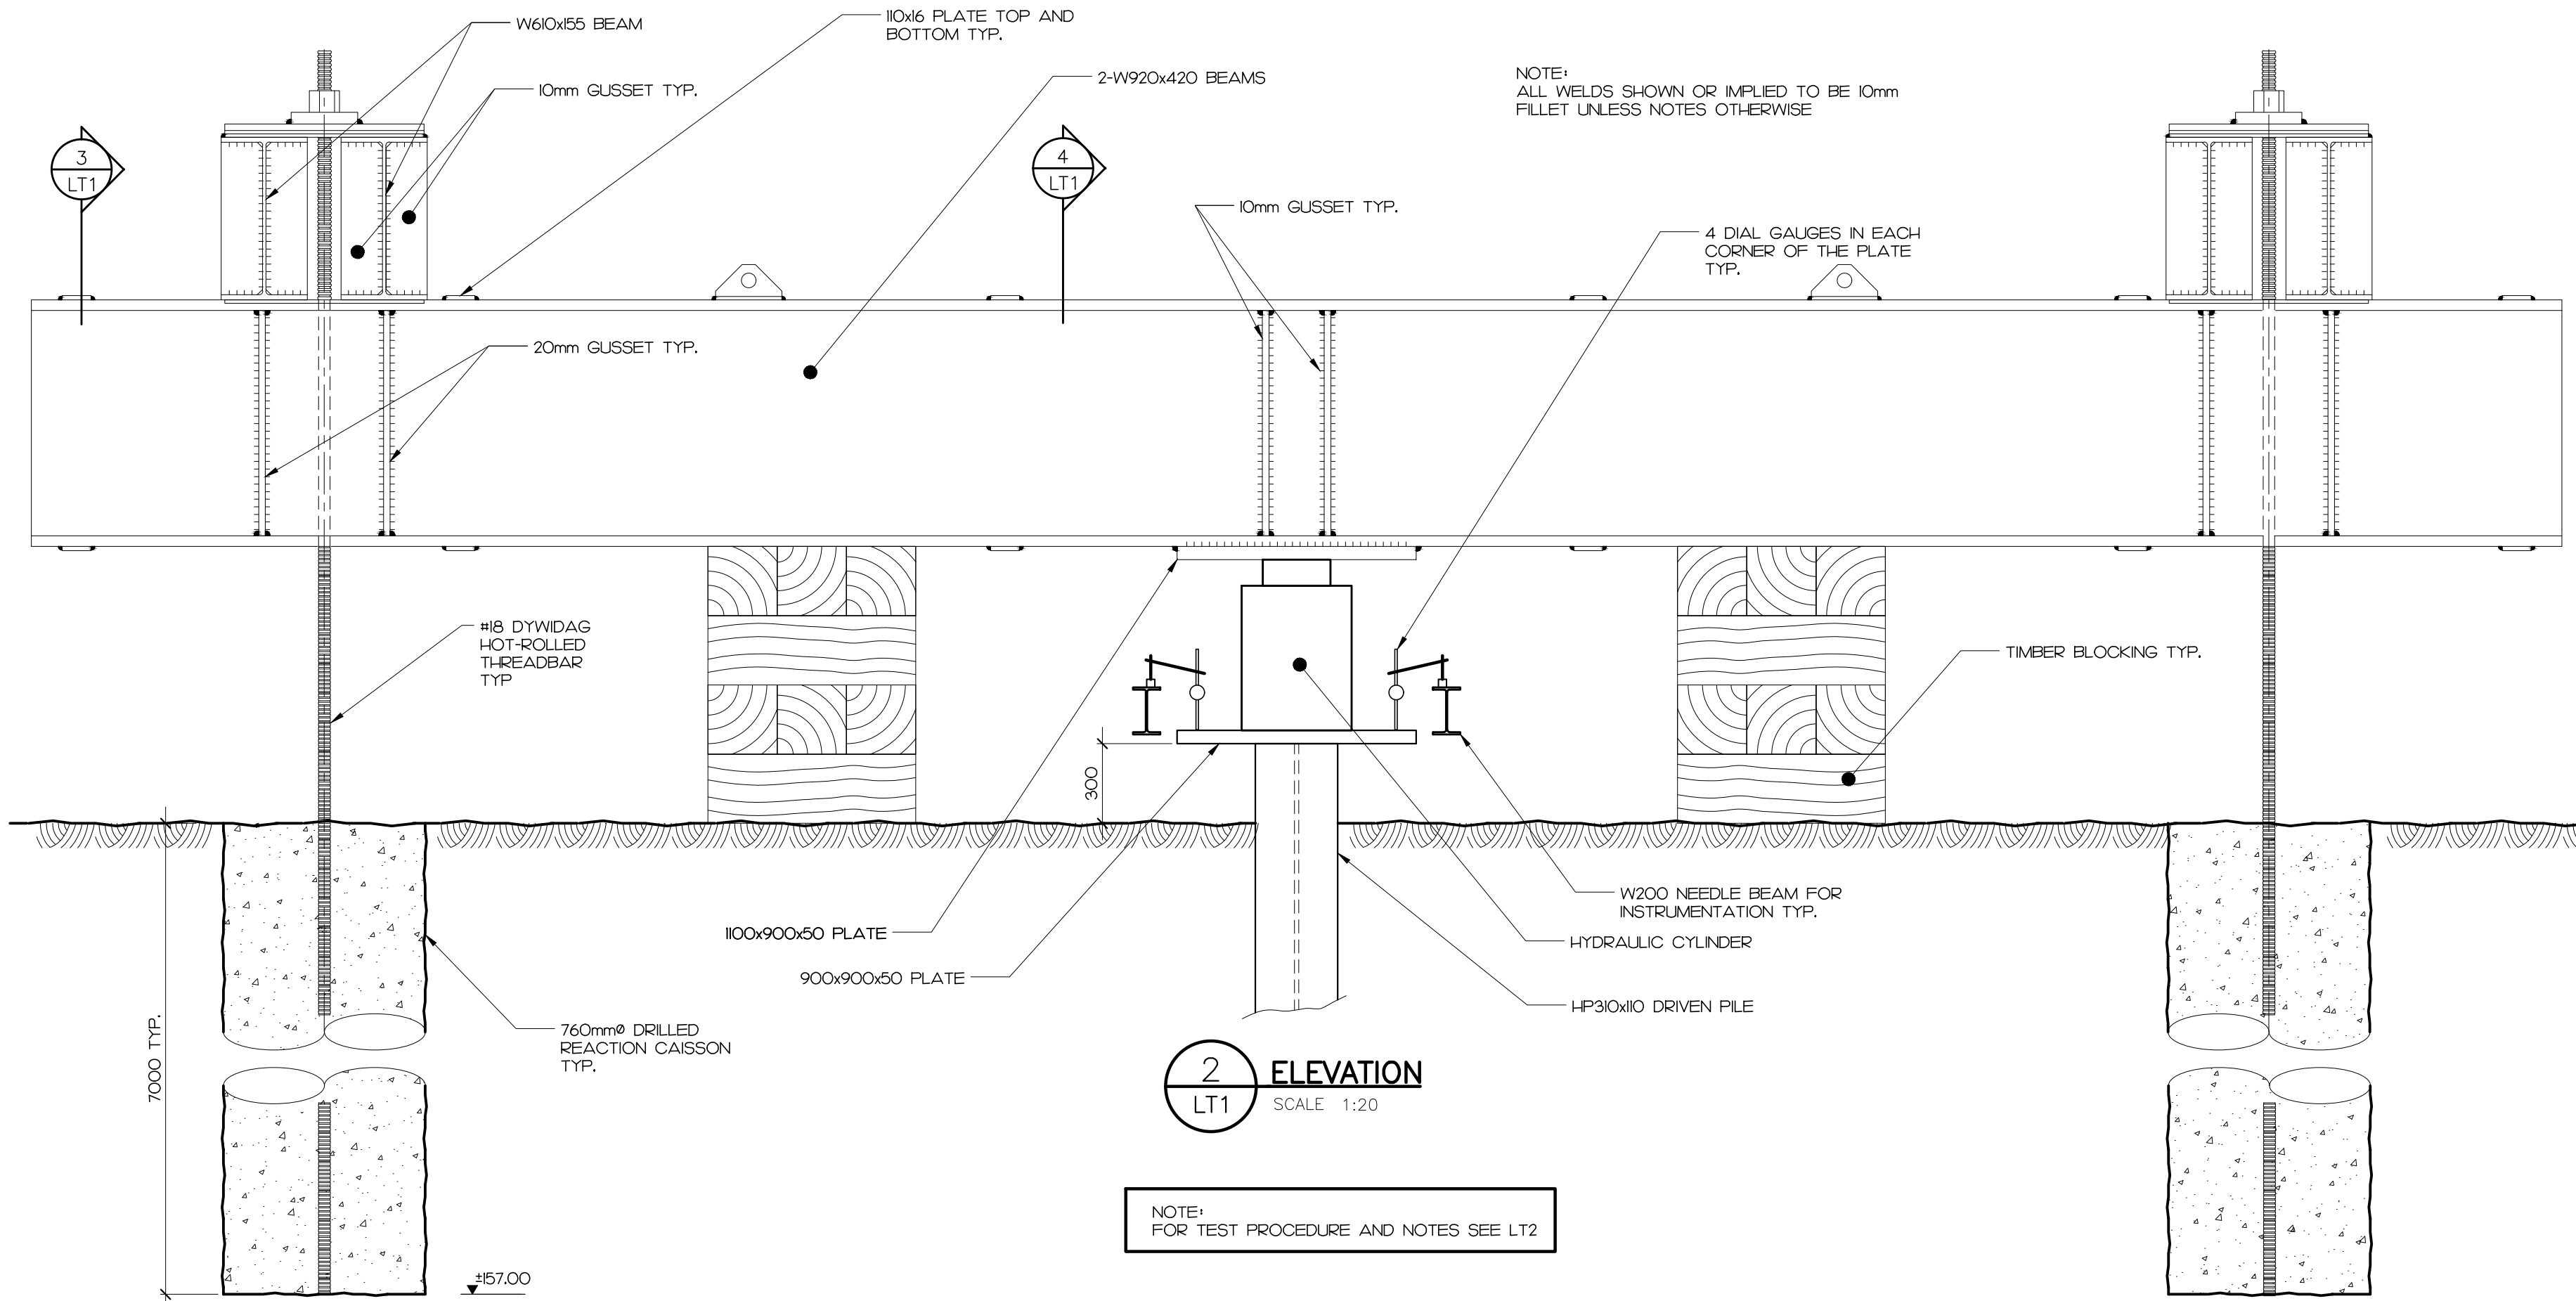 W610x155 BEAM
110x16 PLATE TOP AND
BOTTOM TYP.
10mm GUSSET TYP.
2-W920x420 BEAMS
NOTE:
ALL WELDS SHOWN OR IMPLIED TO BE 10mm
FILLET UNLESS NOTES OTHERWISE
3
LT1
4
LT1
10mm GUSSET TYP.
4 DIAL GAUGES IN EACH
CORNER OF THE PLATE
TYP.
20mm GUSSET TYP.
#18 DYWIDAG
HOT-ROLLED
THREADBAR
TYP
TIMBER BLOCKING TYP.
300
W200 NEEDLE BEAM FOR
INSTRUMENTATION TYP.
1100x900x50 PLATE
HYDRAULIC CYLINDER
900x900x50 PLATE
HP310x110 DRIVEN PILE
7000 TYP.
760mmø DRILLED
REACTION CAISSON
TYP.
2
LT1
ELEVATION
SCALE 1:20
NOTE:
FOR TEST PROCEDURE AND NOTES SEE LT2
±157.00